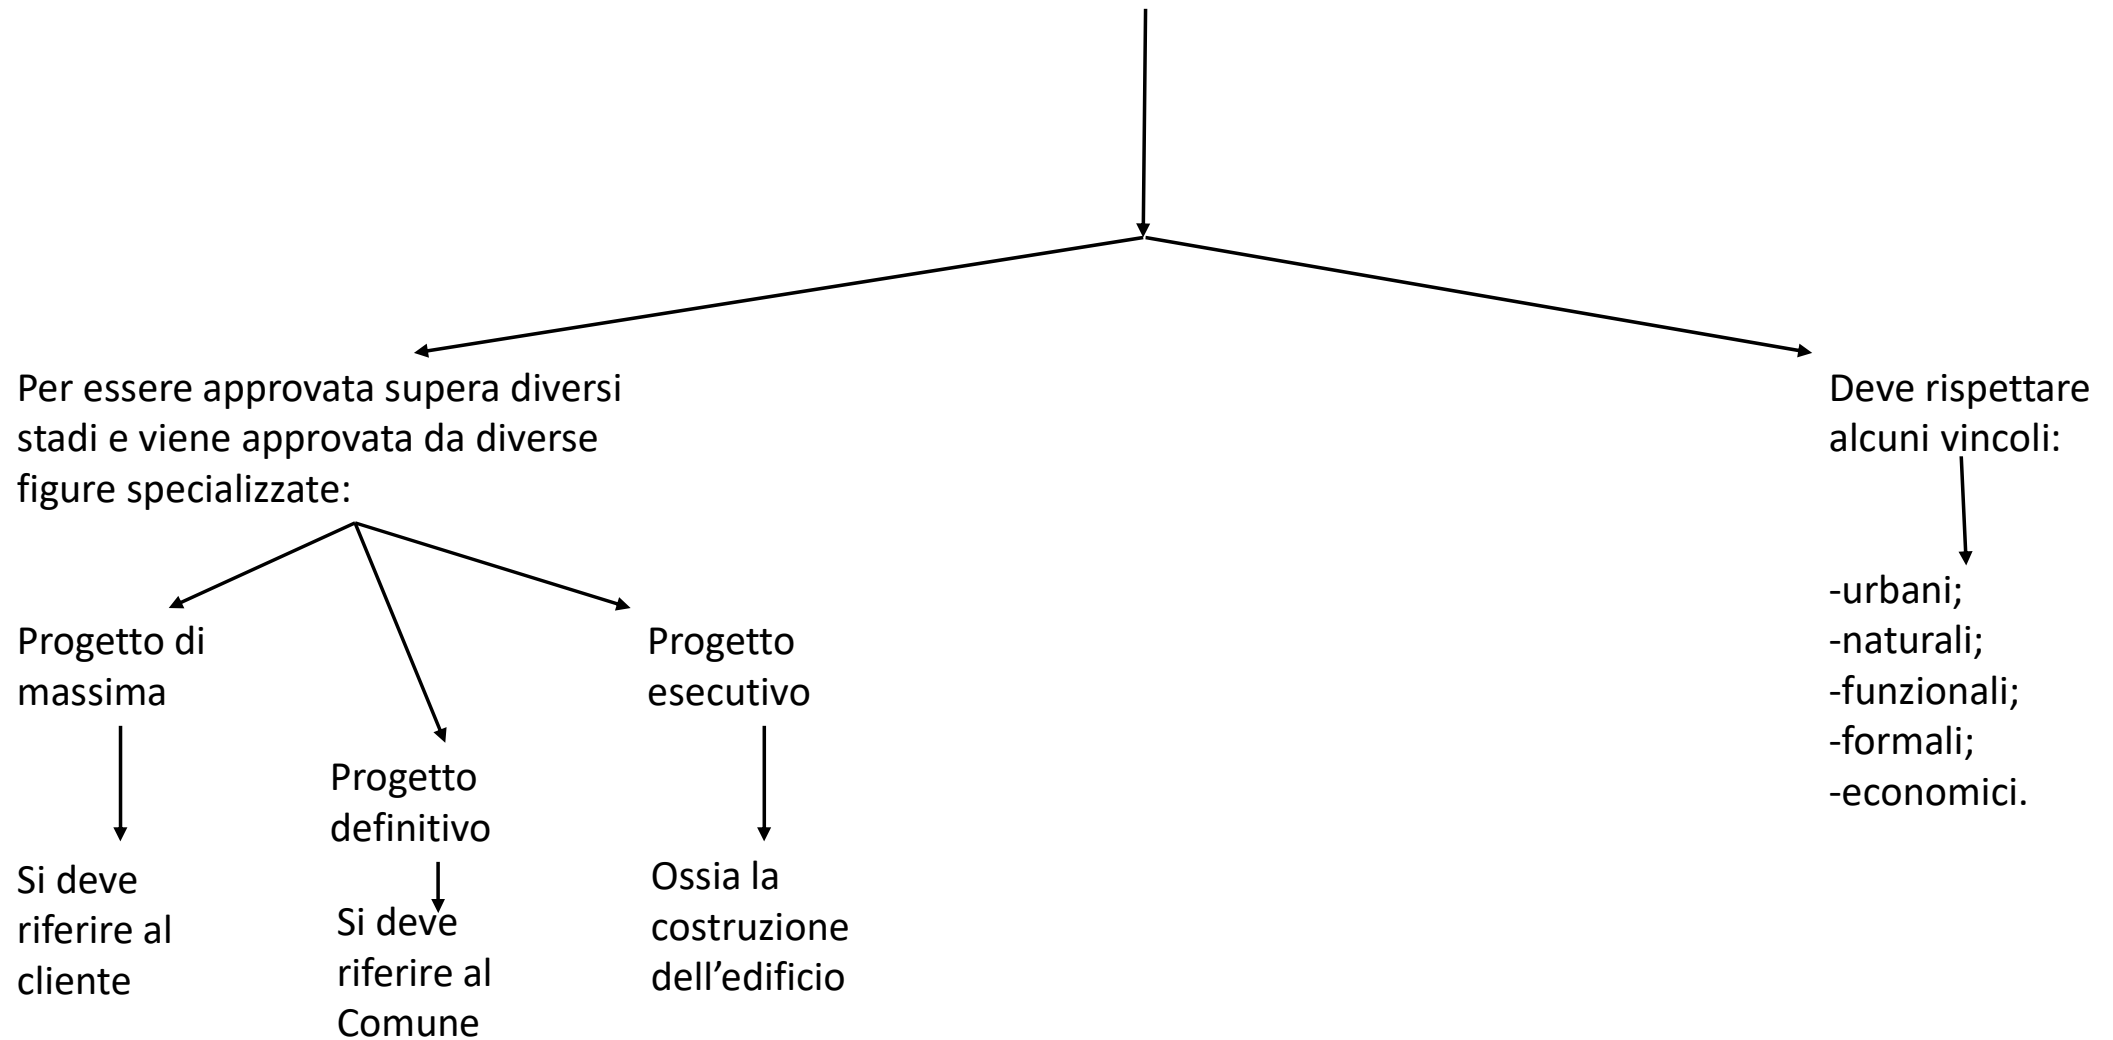 Per essere approvata supera diversi
stadi e viene approvata da diverse
figure specializzate:
Deve rispettare
alcuni vincoli:
Progetto di
massima
Si deve
riferire al
cliente
Progetto
definitivo
Si deve
riferire al
Comune
Progetto
esecutivo
Ossia la
costruzione
dell’edificio
-urbani;
-naturali;
-funzionali;
-formali;
-economici.